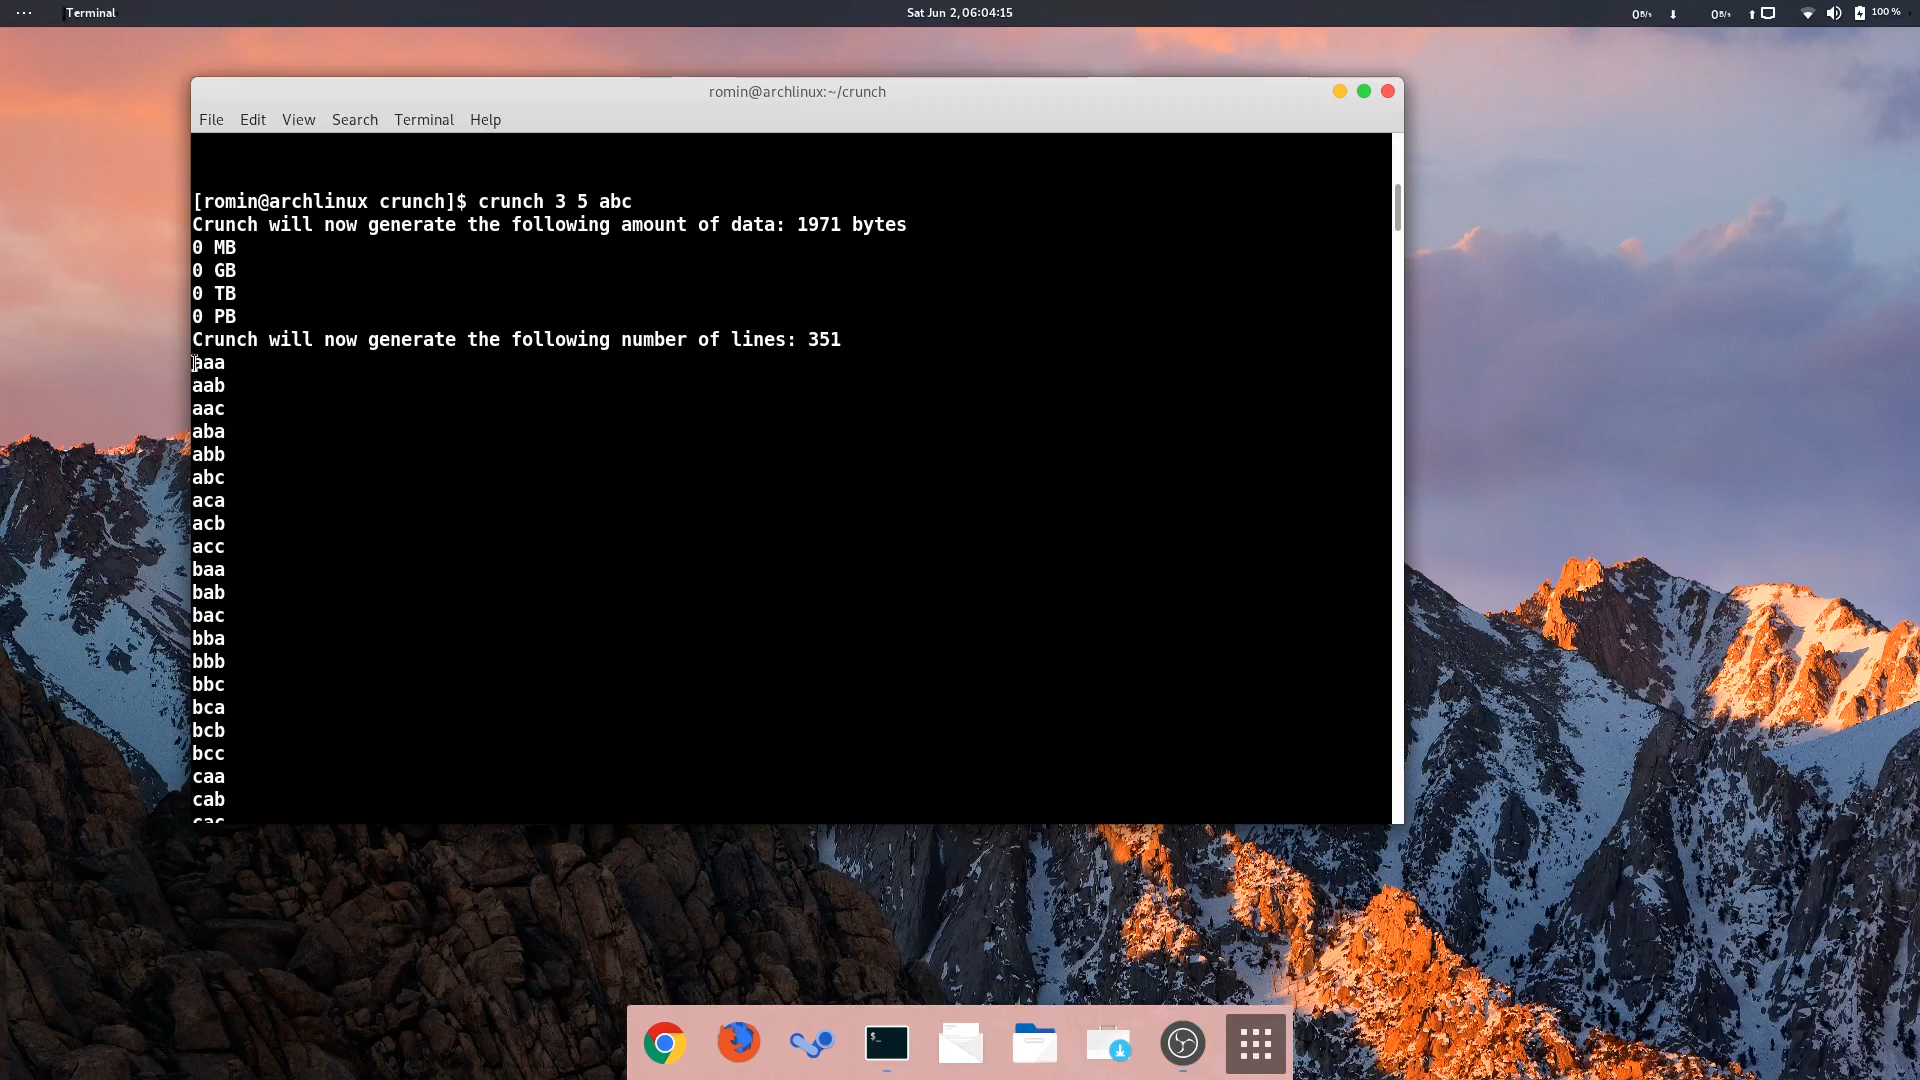 Terminal
Sat Jun 2, 06:04:15
0 B/s
0 B/s
100 %
romin@archlinux:~/crunch
File Edit View Search Terminal Help
[romin@archlinux crunch]$ crunch 3 5 abc
Crunch will now generate the following amount of data: 1971 bytes
0 MB
0 GB
0 TB
0 PB
Crunch will now generate the following number of lines: 351
aaa
aab
aac
aba
abb
abc
aca
acb
acc
baa
bab
bac
bba
bbb
bbc
bca
bcb
bcc
caa
cab
cac
$_